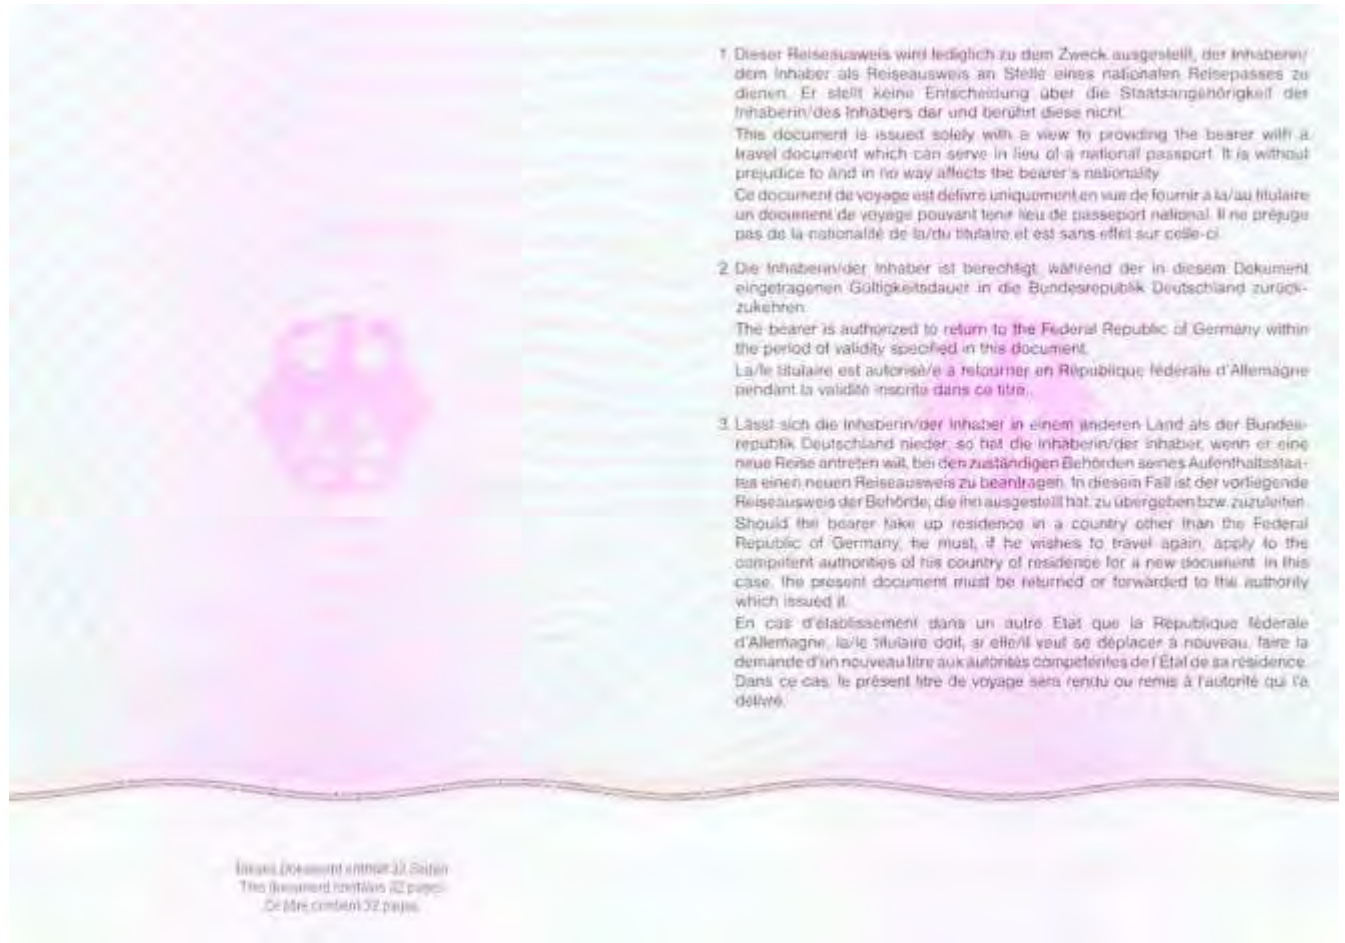 Dieses Dokument enthält 32 Seiten
This document contains 32 pages
Ce titre contient 32 pages
1. Dieser Reiseausweis wird lediglich zu dem Zweck ausgestellt, der Inhaberin/
dem Inhaber als Reiseausweis an Stelle eines nationalen Reisepasses zu
dienen. Er stellt keine Entscheidung über die Staatsangehörigkeit der
Inhaberin/des Inhabers dar und berührt diese nicht.
This document is issued solely with a view to providing the bearer with a
travel document which can serve in lieu of a national passport. It is without
prejudice to and in no way affects the bearer's nationality.
Ce document de voyage est délivré uniquement en vue de fournir à la/au titulaire
un document de voyage pouvant tenir lieu de passeport national. Il ne préjuge
pas de la nationalité de la/du titulaire et est sans effet sur celle-ci.
2. Die Inhaberin/der Inhaber ist berechtigt, während der in diesem Dokument
eingetragenen Gültigkeitsdauer in die Bundesrepublik Deutschland zurück-
zukehren.
The bearer is authorized to return to the Federal Republic of Germany within
the period of validity specified in this document.
La/le titulaire est autorisé/e à retourner en République fédérale d'Allemagne
pendant la validité inscrite dans ce titre.
3. Lässt sich die Inhaberin/der Inhaber in einem anderen Land als der Bundes-
republik Deutschland nieder, so hat die Inhaberin/der Inhaber, wenn er eine
neue Reise antreten will, bei den zuständigen Behörden seines Aufenthaltsstaa-
tes einen neuen Reiseausweis zu beantragen. In diesem Fall ist der vorliegende
Reiseausweis der Behörde, die ihn ausgestellt hat, zu übergeben bzw. zuzuleiten.
Should the bearer take up residence in a country other than the Federal
Republic of Germany, he must, if he wishes to travel again, apply to the
competent authorities of his country of residence for a new document. In this
case, the present document must be returned or forwarded to the authority
which issued it.
En cas d'établissement dans un autre État que la République fédérale
d'Allemagne, la/le titulaire doit, si elle/il veut se déplacer à nouveau, faire la
demande d'un nouveau titre aux autorités compétentes de l'État de sa résidence.
Dans ce cas, le présent titre de voyage sera rendu ou remis à l'autorité qui l'a
délivré.